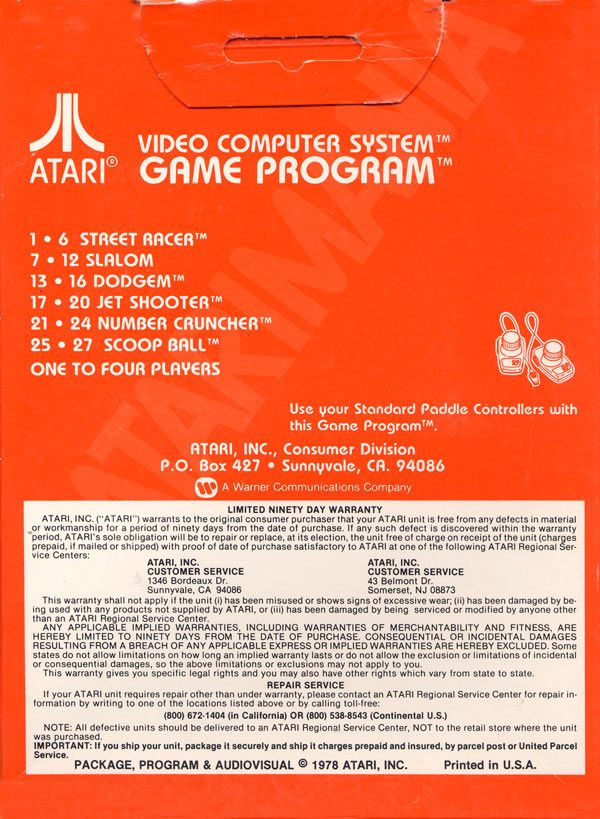 ATARI®
VIDEO COMPUTER SYSTEM™
GAME PROGRAM™
1 • 6 STREET RACER™
7 • 12 SLALOM
13 • 16 DODGEM™
17 • 20 JET SHOOTER™
21 • 24 NUMBER CRUNCHER™
25 • 27 SCOOP BALL™
ONE TO FOUR PLAYERS
ATARIMANIA
Use your Standard Paddle Controllers with
this Game Program™.
ATARI, INC., Consumer Division
P.O. Box 427 • Sunnyvale, CA. 94086
A Warner Communications Company
LIMITED NINETY DAY WARRANTY
ATARI, INC. ("ATARI") warrants to the original consumer purchaser that your ATARI unit is free from any defects in material
or workmanship for a period of ninety days from the date of purchase. If any such defect is discovered within the warranty
period, ATARI's sole obligation will be to repair or replace, at its election, the unit free of charge on receipt of the unit (charges
prepaid, if mailed or shipped) with proof of date of purchase satisfactory to ATARI at one of the following ATARI Regional Ser-
vice Centers:
ATARI, INC.
CUSTOMER SERVICE
1346 Bordeaux Dr.
Sunnyvale, CA 94086
ATARI, INC.
CUSTOMER SERVICE
43 Belmont Dr.
Somerset, NJ 08873
This warranty shall not apply if the unit (i) has been misused or shows signs of excessive wear; (ii) has been damaged by be-
ing used with any products not supplied by ATARI, or (iii) has been damaged by being serviced or modified by anyone other
than an ATARI Regional Service Center.
ANY APPLICABLE IMPLIED WARRANTIES, INCLUDING WARRANTIES OF MERCHANTABILITY AND FITNESS, ARE
HEREBY LIMITED TO NINETY DAYS FROM THE DATE OF PURCHASE. CONSEQUENTIAL OR INCIDENTAL DAMAGES
RESULTING FROM A BREACH OF ANY APPLICABLE EXPRESS OR IMPLIED WARRANTIES ARE HEREBY EXCLUDED. Some
states do not allow limitations on how long an implied warranty lasts or do not allow the exclusion or limitations of incidental
or consequential damages, so the above limitations or exclusions may not apply to you.
This warranty gives you specific legal rights and you may also have other rights which vary from state to state.
REPAIR SERVICE
If your ATARI unit requires repair other than under warranty, please contact an ATARI Regional Service Center for repair in-
formation by writing to one of the locations listed above or by calling toll-free:
(800) 672-1404 (in California) OR (800) 538-8543 (Continental U.S.)
NOTE: All defective units should be delivered to an ATARI Regional Service Center, NOT to the retail store where the unit
was purchased.
IMPORTANT: If you ship your unit, package it securely and ship it charges prepaid and insured, by parcel post or United Parcel
Service.
PACKAGE, PROGRAM & AUDIOVISUAL © 1978 ATARI, INC. Printed in U.S.A.